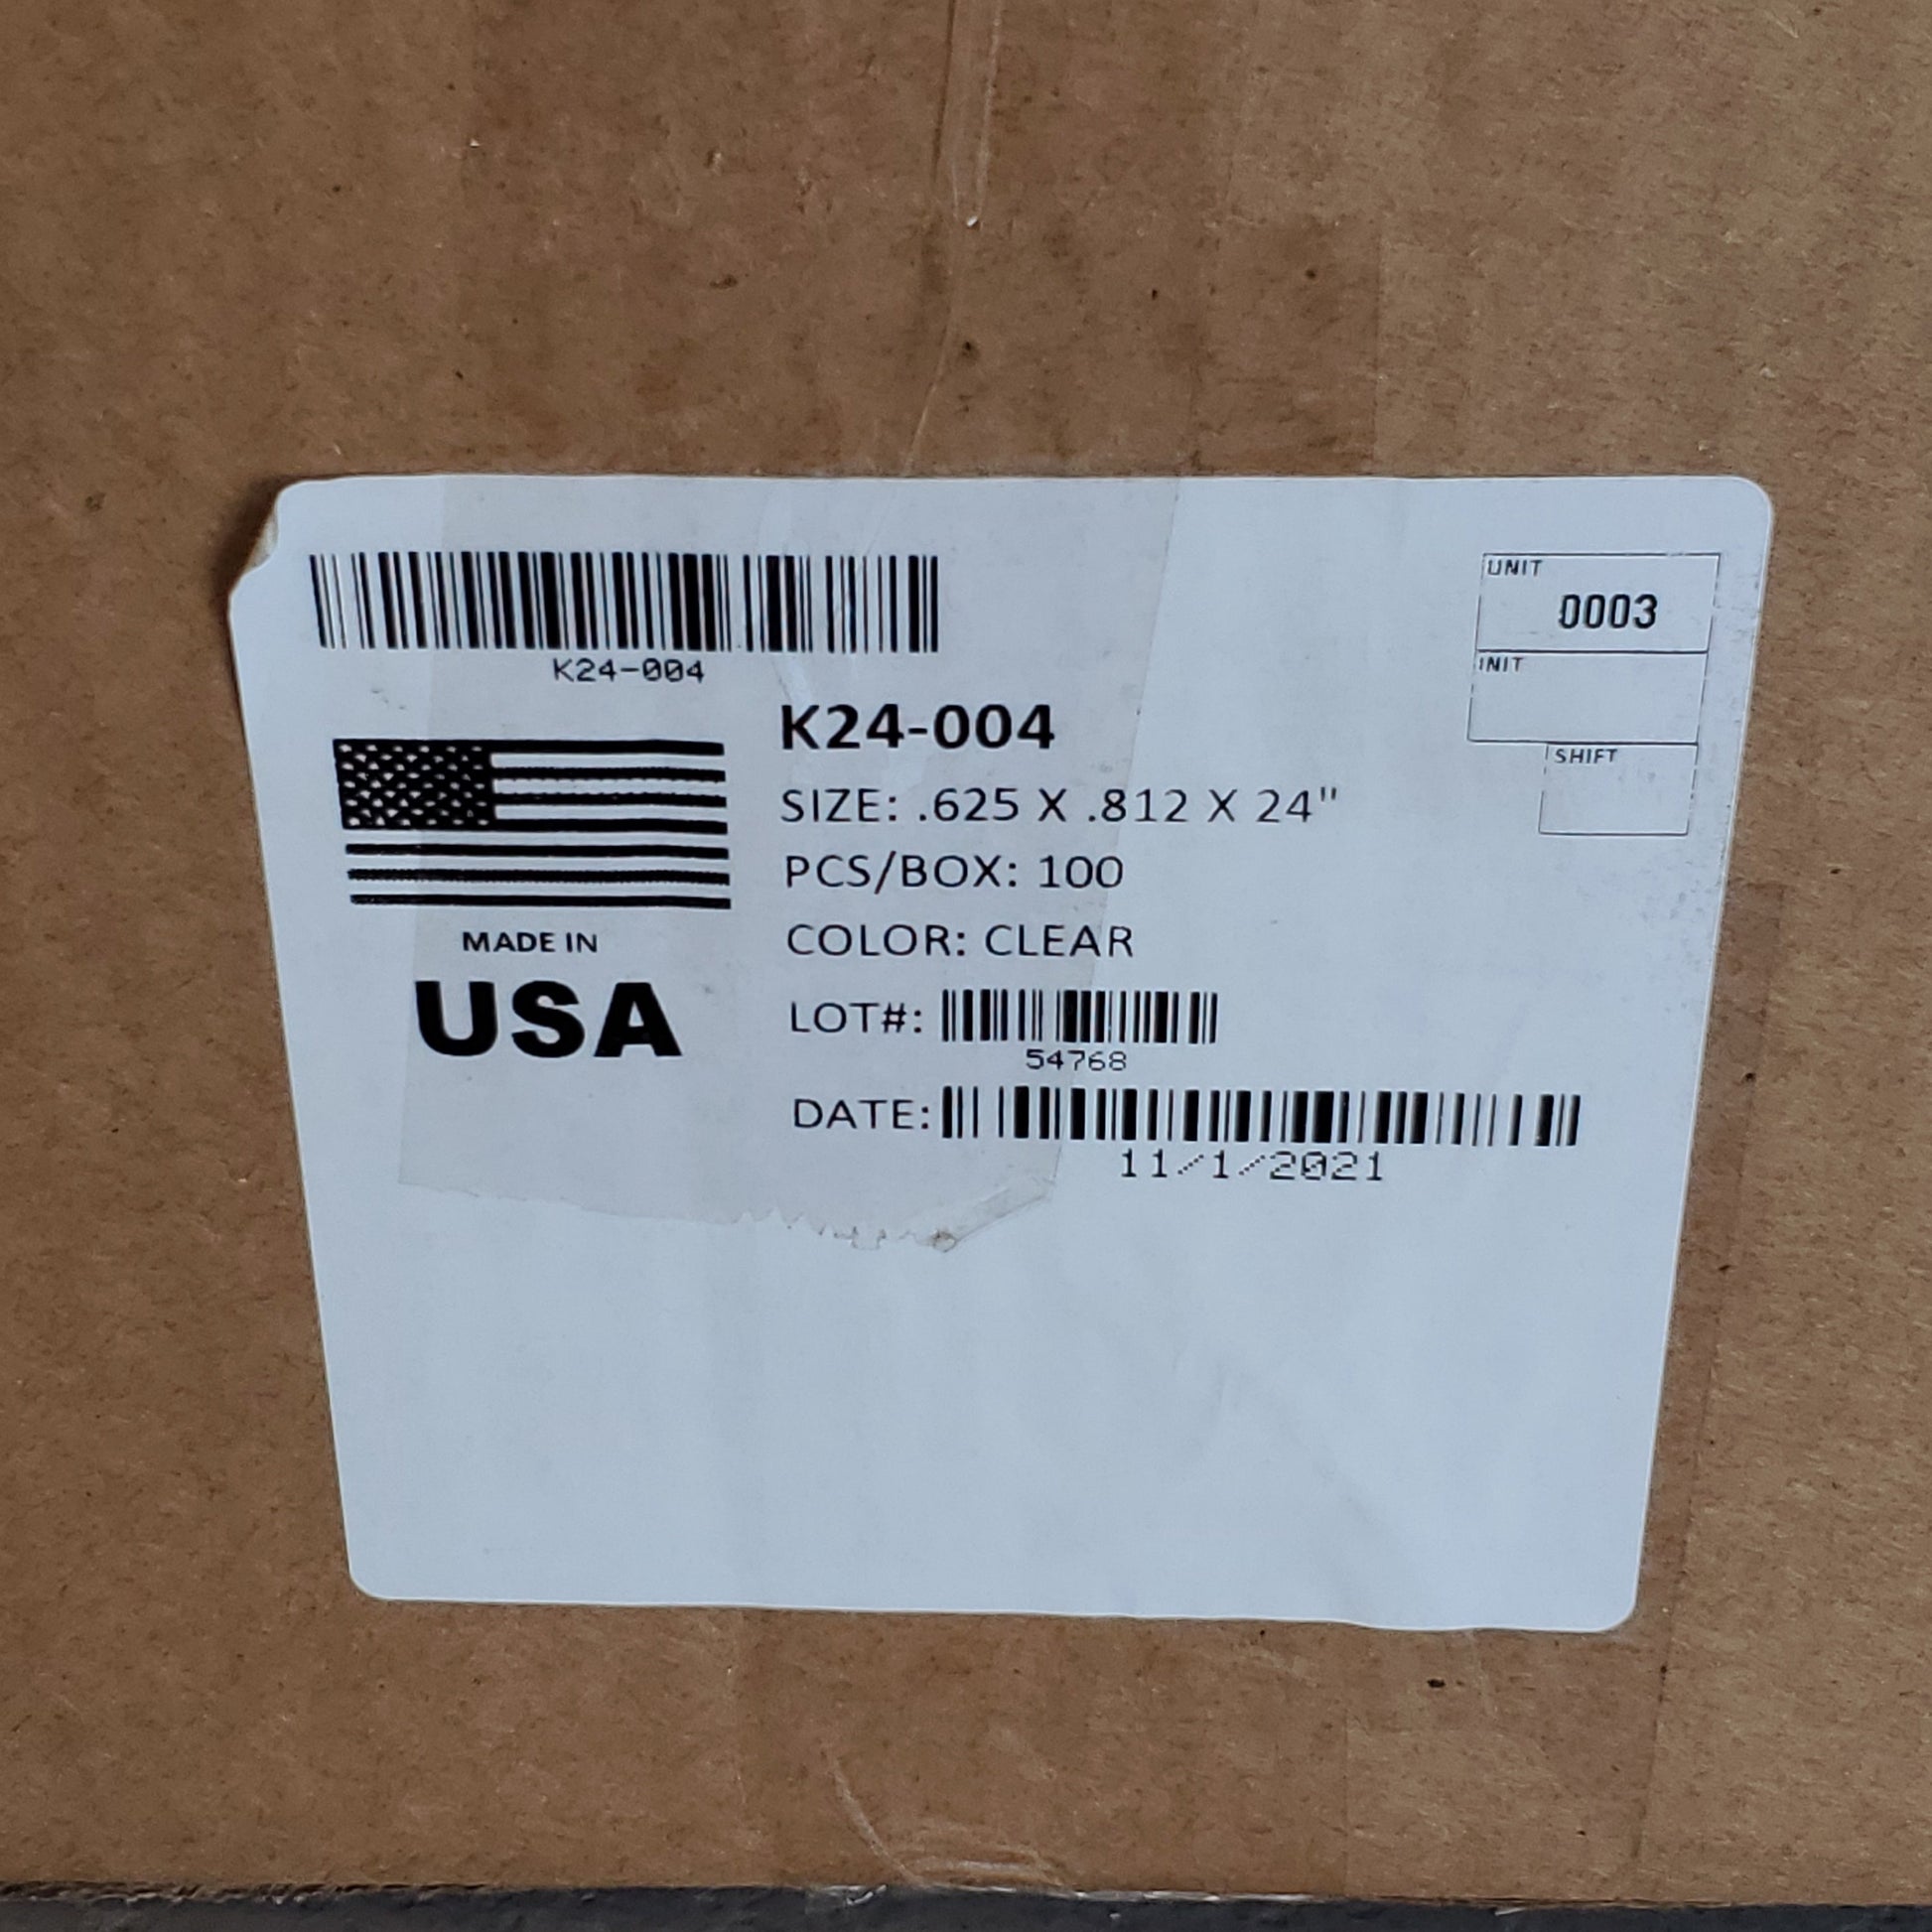 K24-004
UNIT
0003
INIT
SHIFT
K24-004
SIZE: .625 X .812 X 24"
PCS/BOX: 100
COLOR: CLEAR
LOT#:
54768
DATE:
11/1/2021
MADE IN
USA